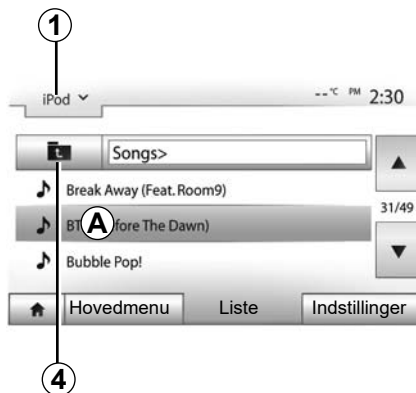 1
iPod --°C PM 2:30
Songs>
Break Away (Feat. Room9)
A fore The Dawn)
31/49
Bubble Pop!
Hovedmenu Liste Indstillinger
4